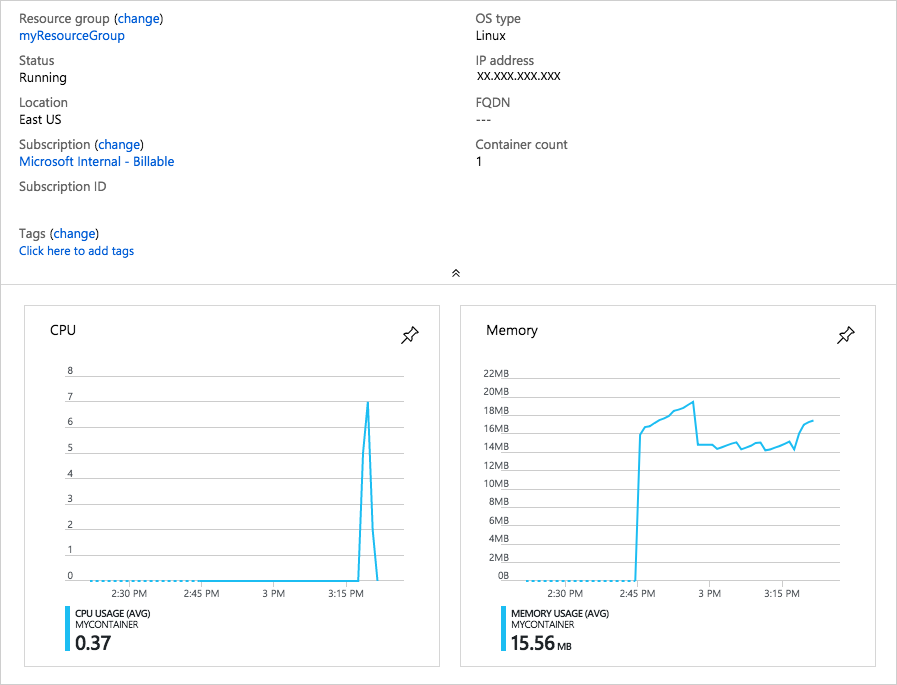 Resource group (change)
myResourceGroup
Status
Running
Location
East US
Subscription (change)
Microsoft Internal - Billable
Subscription ID
Tags (change)
Click here to add tags
OS type
Linux
IP address
XX.XXX.XXX.XXX
FQDN
---
Container count
1
CPU
8
7
6
5
4
3
2
1
0
2:30 PM 2:45 PM 3 PM 3:15 PM
CPU USAGE (AVG)
MYCONTAINER
0.37
Memory
22MB
20MB
18MB
16MB
14MB
12MB
10MB
8MB
6MB
4MB
2MB
0B
2:30 PM 2:45 PM 3 PM 3:15 PM
MEMORY USAGE (AVG)
MYCONTAINER
15.56 MB